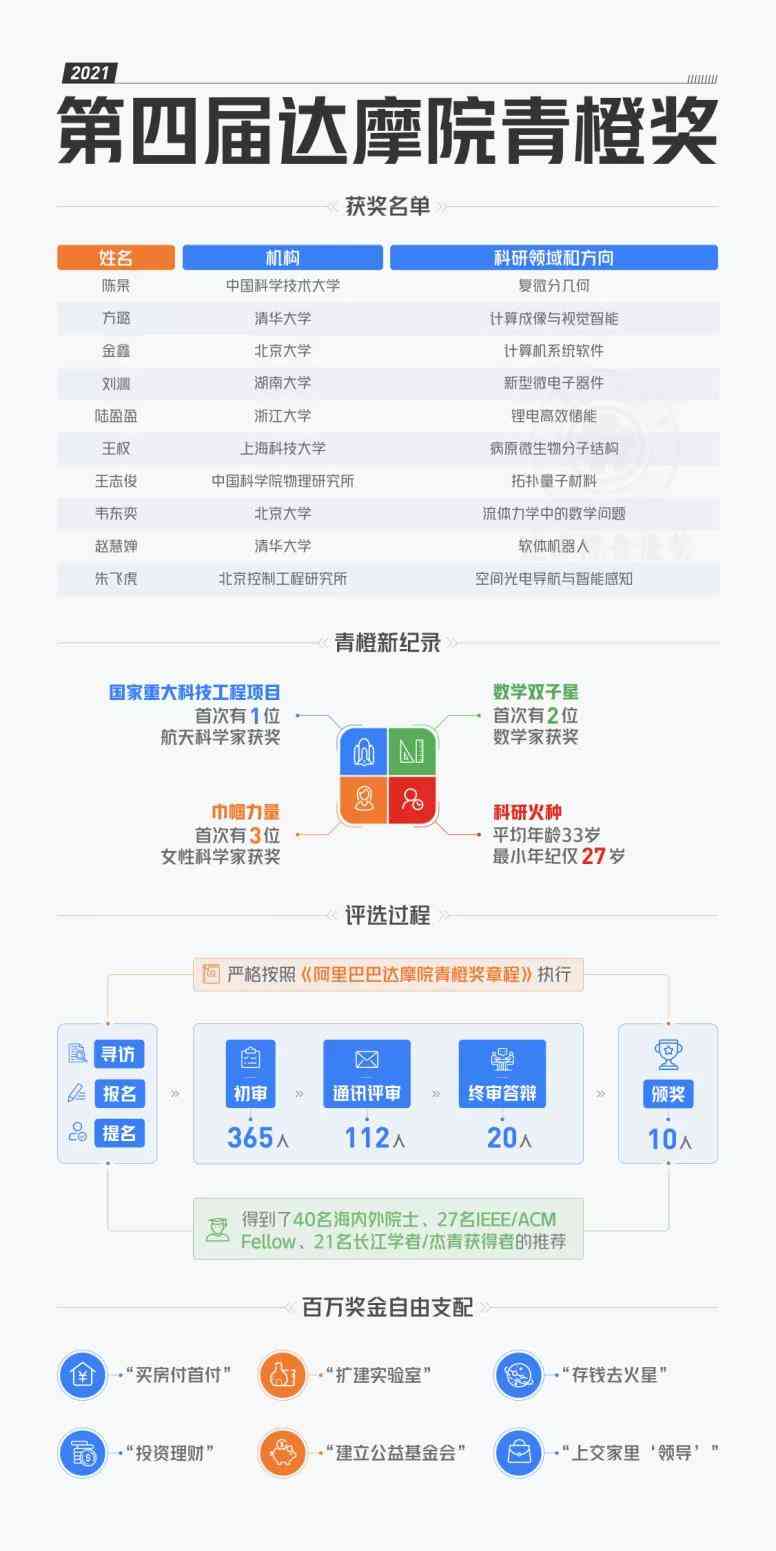 2021
第四届达摩院青橙奖
获奖名单
姓名 机构 科研领域和方向
陈杲 中国科学技术大学 复微分几何
方璐 清华大学 计算成像与视觉智能
金鑫 北京大学 计算机系统软件
刘渊 湖南大学 新型微电子器件
陆盈盈 浙江大学 锂电高效储能
王权 上海科技大学 病原微生物分子结构
王志俊 中国科学院物理研究所 拓扑量子材料
韦东奕 北京大学 流体力学中的数学问题
赵慧婵 清华大学 软体机器人
朱飞虎 北京控制工程研究所 空间光电导航与智能感知
青橙新纪录
国家重大科技工程项目
首次有1位
航天科学家获奖
数学双子星
首次有2位
数学家获奖
巾帼力量
首次有3位
女性科学家获奖
科研火种
平均年龄33岁
最小年纪仅27岁
评选过程
严格按照《阿里巴巴达摩院青橙奖章程》执行
寻访
报名
提名
初审
365人
通讯评审
112人
终审答辩
20人
颁奖
10人
得到了40名海内外院士、27名IEEE/ACM
Fellow、21名长江学者/杰青获得者的推荐
百万奖金自由支配
“买房付首付” “扩建实验室” “存钱去火星”
“投资理财” “建立公益基金会” “上交家里‘领导’”